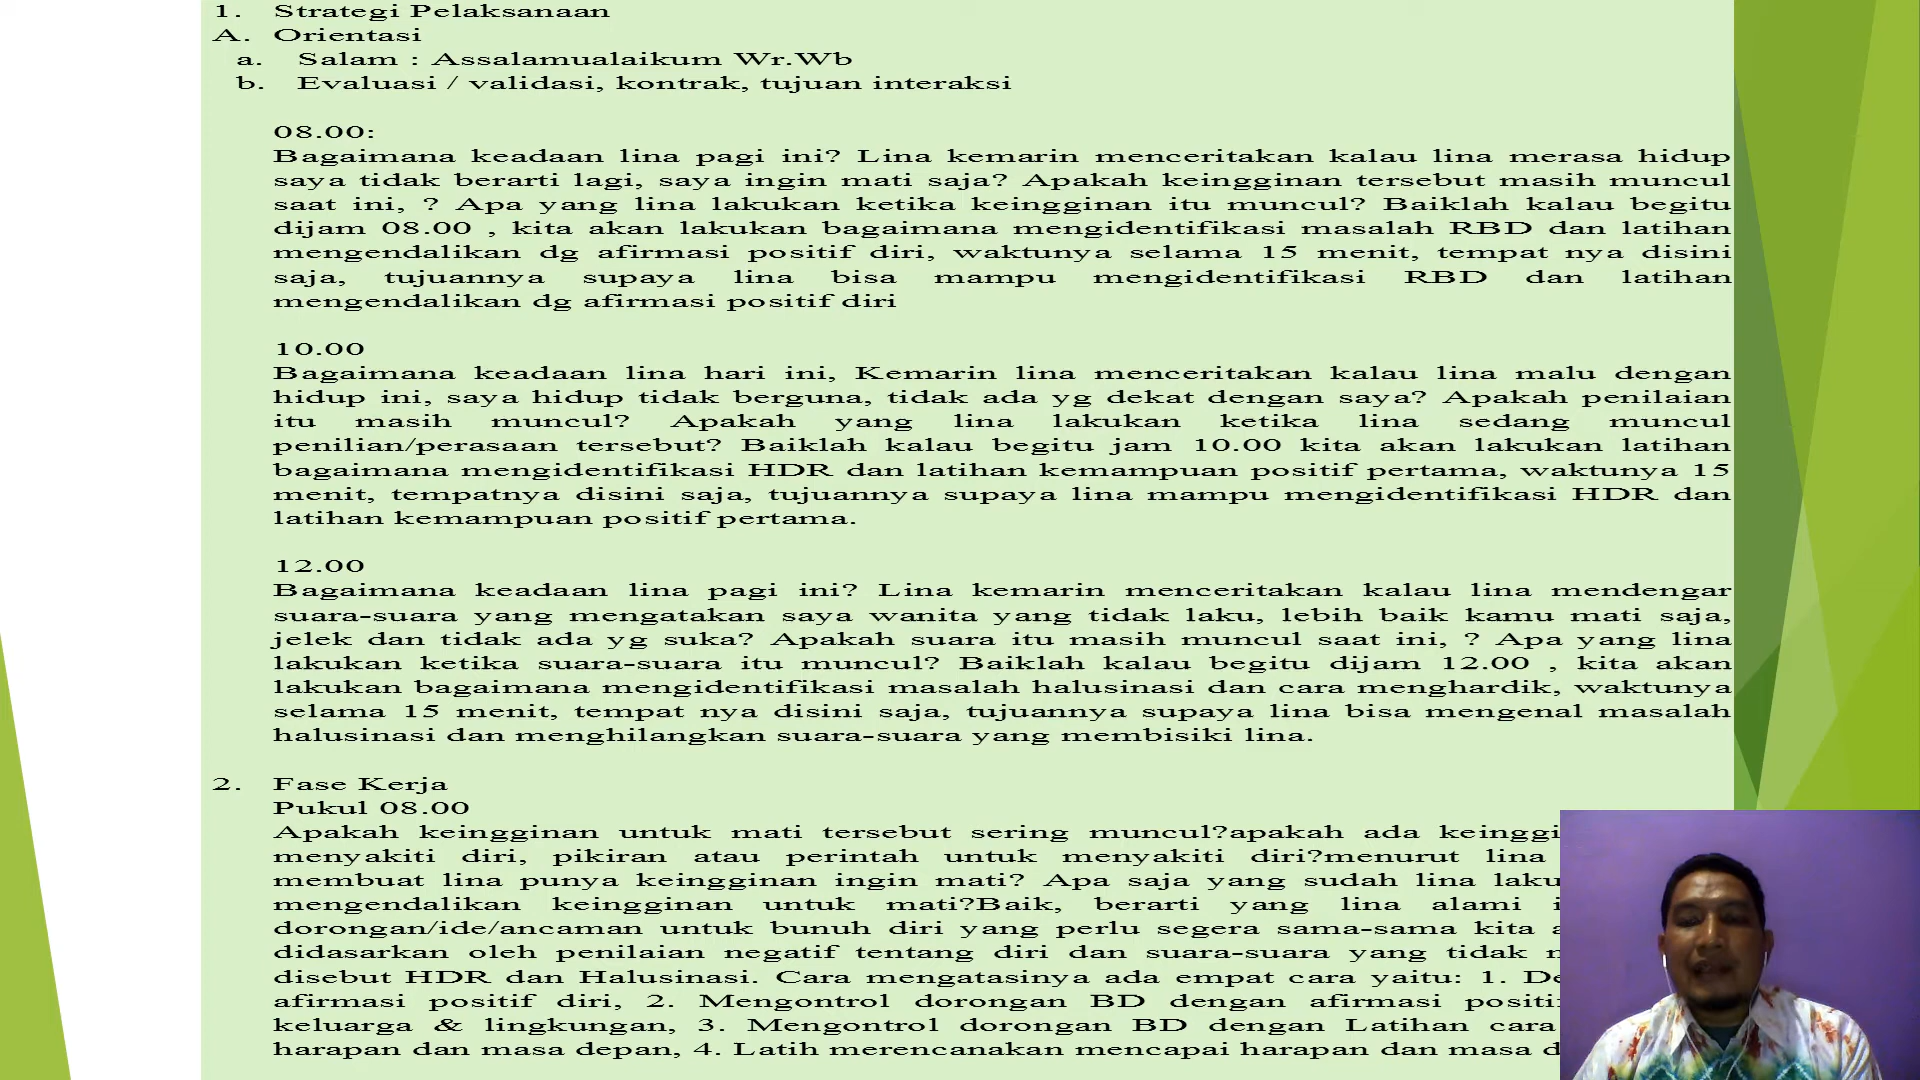 1. Strategi Pelaksanaan
A. Orientasi
a. Salam : Assalamualaikum Wr.Wb
b. Evaluasi / validasi, kontrak, tujuan interaksi
08.00:
Bagaimana keadaan lina pagi ini? Lina kemarin menceritakan kalau lina merasa hidup
saya tidak berarti lagi, saya ingin mati saja? Apakah keingginan tersebut masih muncul
saat ini, ? Apa yang lina lakukan ketika keingginan itu muncul? Baiklah kalau begitu
dijam 08.00 , kita akan lakukan bagaimana mengidentifikasi masalah RBD dan latihan
mengendalikan dg afirmasi positif diri, waktunya selama 15 menit, tempat nya disini
saja, tujuannya supaya lina bisa mampu mengidentifikasi RBD dan latihan
mengendalikan dg afirmasi positif diri
10.00
Bagaimana keadaan lina hari ini, Kemarin lina menceritakan kalau lina malu dengan
hidup ini, saya hidup tidak berguna, tidak ada yg dekat dengan saya? Apakah penilaian
itu masih muncul? Apakah yang lina lakukan ketika lina sedang muncul
penilian/perasaan tersebut? Baiklah kalau begitu jam 10.00 kita akan lakukan latihan
bagaimana mengidentifikasi HDR dan latihan kemampuan positif pertama, waktunya 15
menit, tempatnya disini saja, tujuannya supaya lina mampu mengidentifikasi HDR dan
latihan kemampuan positif pertama.
12.00
Bagaimana keadaan lina pagi ini? Lina kemarin menceritakan kalau lina mendengar
suara-suara yang mengatakan saya wanita yang tidak laku, lebih baik kamu mati saja,
jelek dan tidak ada yg suka? Apakah suara itu masih muncul saat ini, ? Apa yang lina
lakukan ketika suara-suara itu muncul? Baiklah kalau begitu dijam 12.00 , kita akan
lakukan bagaimana mengidentifikasi masalah halusinasi dan cara menghardik, waktunya
selama 15 menit, tempat nya disini saja, tujuannya supaya lina bisa mengenal masalah
halusinasi dan menghilangkan suara-suara yang membisiki lina.
2. Fase Kerja
Pukul 08.00
Apakah keingginan untuk mati tersebut sering muncul?apakah ada
menyakiti diri, pikiran atau perintah untuk menyakiti diri?menurut lina
membuat lina punya keingginan ingin mati? Apa saja yang sudah lina
mengendalikan keingginan untuk mati?Baik, berarti yang lina alami
dorongan/ide/ancaman untuk bunuh diri yang perlu segera sama-sama kita
didasarkan oleh penilaian negatif tentang diri dan suara-suara yang tidak
disebut HDR dan Halusinasi. Cara mengatasinya ada empat cara yaitu: 1.
afirmasi positif diri, 2. Mengontrol dorongan BD dengan afirmasi
keluarga & lingkungan, 3. Mengontrol dorongan BD dengan Latihan cara
harapan dan masa depan, 4. Latih merencanakan mencapai harapan dan masa